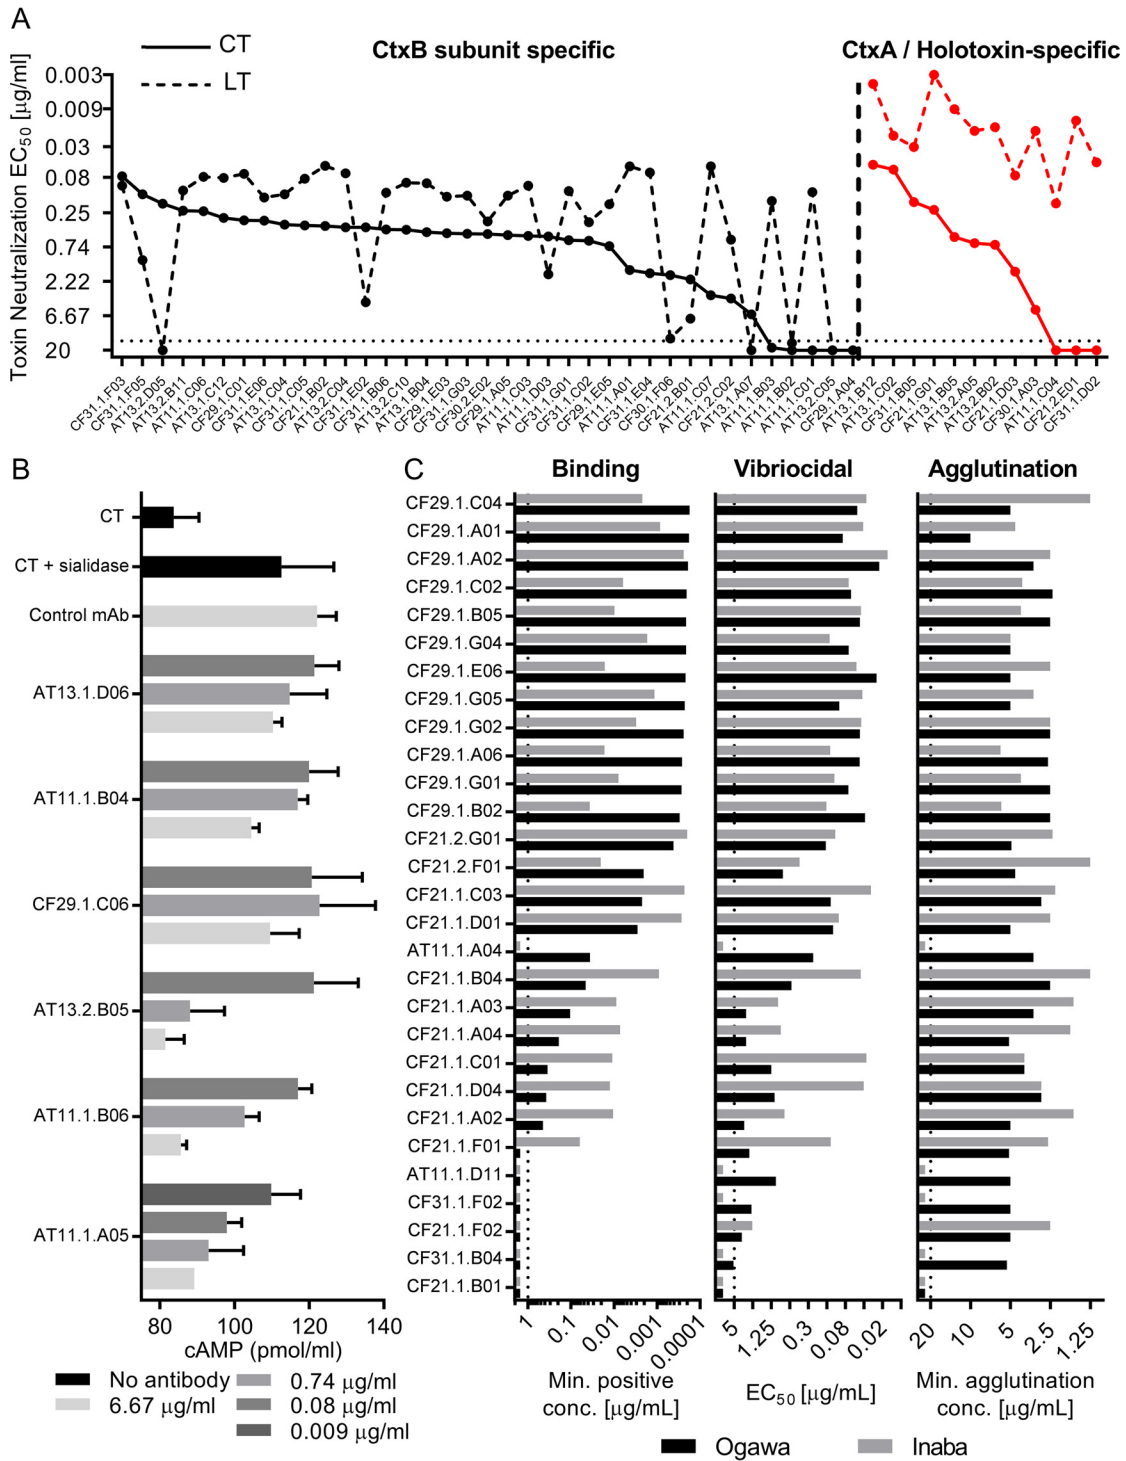 A
CT
LT
CtxB subunit specific
CtxA / Holotoxin-specific
Toxin Neutralization EC50 [µg/ml]
0.003
0.009
0.03
0.08
0.25
0.74
2.22
6.67
20
CF31.1.F03
CF31.1.F05
AT13.2.D05
AT13.2.B11
AT11.1.C06
AT13.1.C12
CF29.1.C01
CF31.1.E06
AT13.1.C04
CF31.1.F05
CF21.1.B02
AT13.2.C04
CF31.1.E02
CF31.1.B06
AT13.2.C10
AT13.1.B04
CF29.1.E03
CF31.1.G03
CF30.2.E02
CF29.1.A05
AT11.1.C03
AT11.1.D03
CF31.1.G01
CF31.1.C02
CF29.1.E05
AT11.1.A01
CF31.1.E04
CF30.1.F06
CF21.2.B01
AT11.1.C07
CF21.2.C02
AT13.1.A07
AT11.1.B03
AT11.1.B02
AT11.1.C01
AT13.2.C05
CF29.1.A04
AT13.1.B12
AT13.1.C02
CF31.1.B05
CF21.1.G01
AT13.1.B05
AT13.2.A05
AT13.2.B02
CF21.1.D03
CF30.1.A03
AT11.1.C04
CF21.2.E01
CF31.1.D02
B
CT
CT + sialidase
Control mAb
AT13.1.D06
AT11.1.B04
CF29.1.C06
AT13.2.B05
AT11.1.B06
AT11.1.A05
80
100
120
140
cAMP (pmol/ml)
No antibody
6.67 µg/ml
0.74 µg/ml
0.08 µg/ml
0.009 µg/ml
C
Binding
Vibriocidal
Agglutination
CF29.1.C04
CF29.1.A01
CF29.1.A02
CF29.1.C02
CF29.1.B05
CF29.1.G04
CF29.1.E06
CF29.1.G05
CF29.1.G02
CF29.1.A06
CF29.1.G01
CF29.1.B02
CF21.2.G01
CF21.2.F01
CF21.1.C03
CF21.1.D01
AT11.1.A04
CF21.1.B04
CF21.1.A03
CF21.1.A04
CF21.1.C01
CF21.1.D04
CF21.1.A02
CF21.1.F01
AT11.1.D11
CF31.1.F02
CF21.1.F02
CF31.1.B04
CF21.1.B01
1
0.1
0.01
0.001
0.0001
Min. positive
conc. [µg/mL]
5
1.25
0.3
0.08
0.02
EC50 [µg/mL]
20
10
5
2.5
1.25
Min. agglutination
conc. [µg/mL]
Ogawa
Inaba